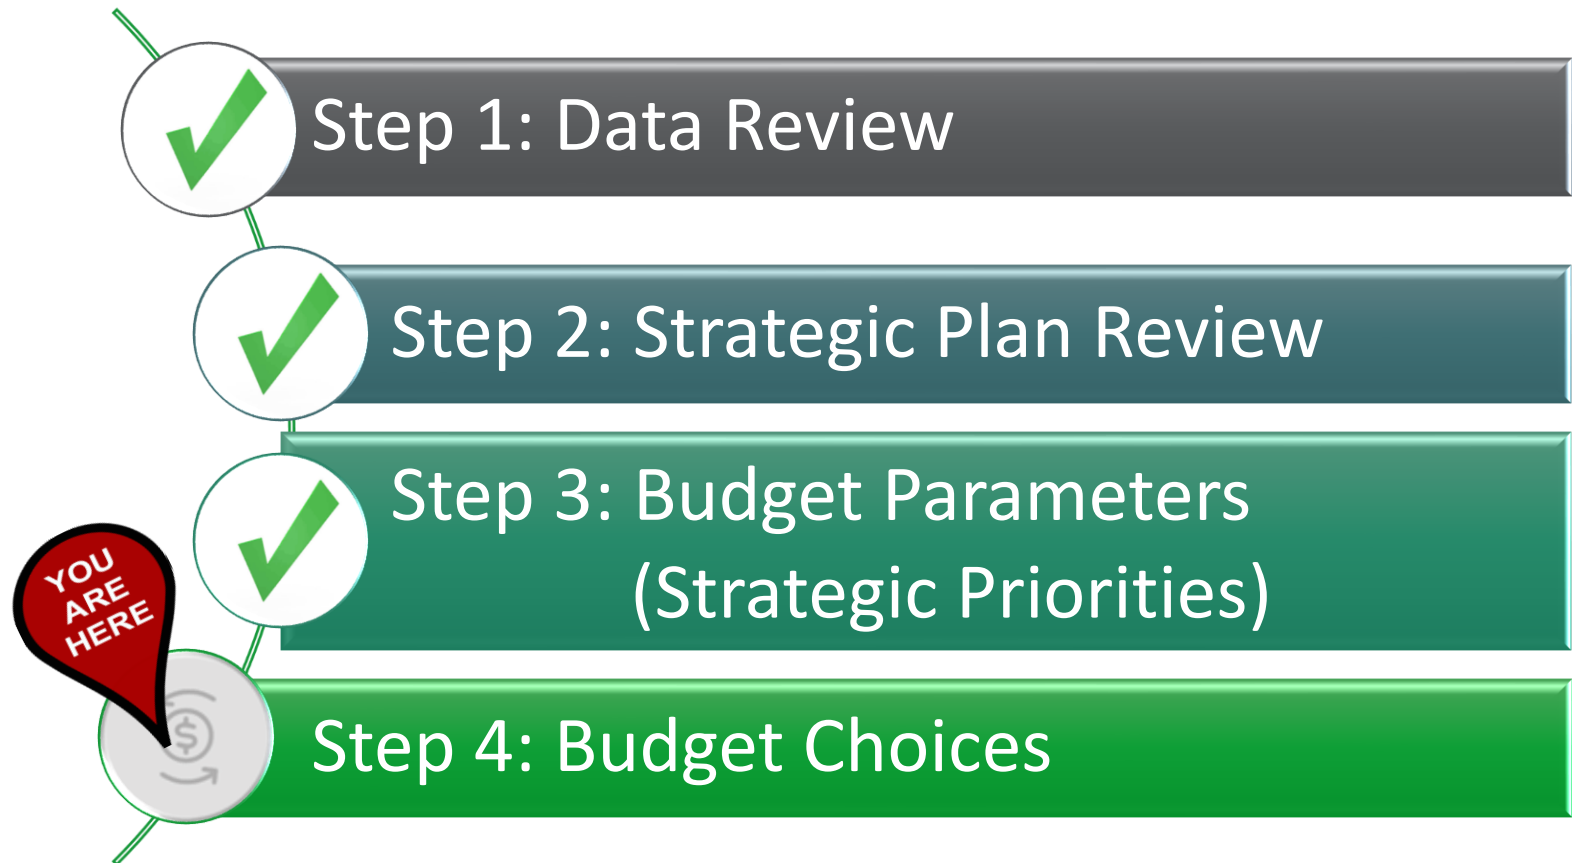 Step 1: Data Review
Step 2: Strategic Plan Review
Step 3: Budget Parameters
(Strategic Priorities)
YOU
ARE
HERE
$
Step 4: Budget Choices